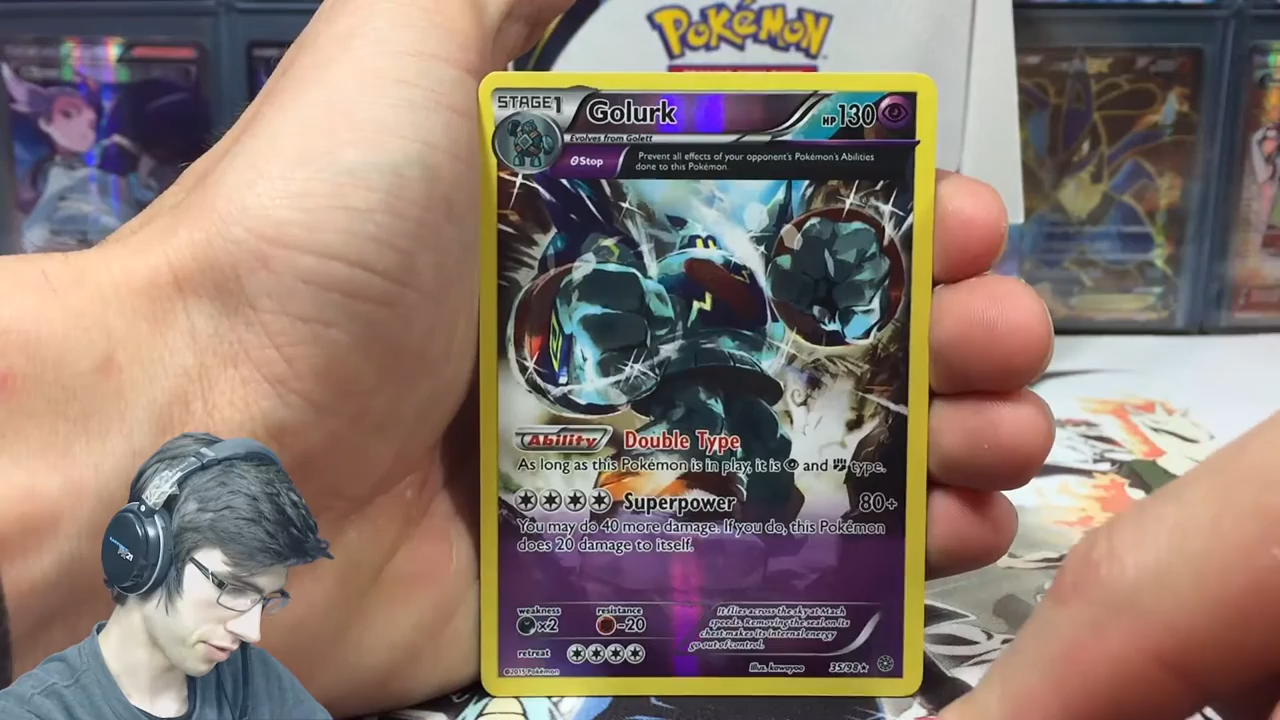 POKéMON
STAGE1
Golurk
HP130
Evolves from Golett
Stop
Prevent all effects of your opponent's Pokémon's Abilities
done to this Pokémon.
Ability Double Type
As long as this Pokémon is in play, it is and type.
Superpower 80+
You may do 40 more damage. If you do, this Pokémon
does 20 damage to itself.
weakness
×2
resistance
-20
retreat
It flies across the sky at Mach
speeds. Removing the seal on its
chest makes its internal energy
go out of control.
©2015 Pokémon
illus. kawayoo
35/98